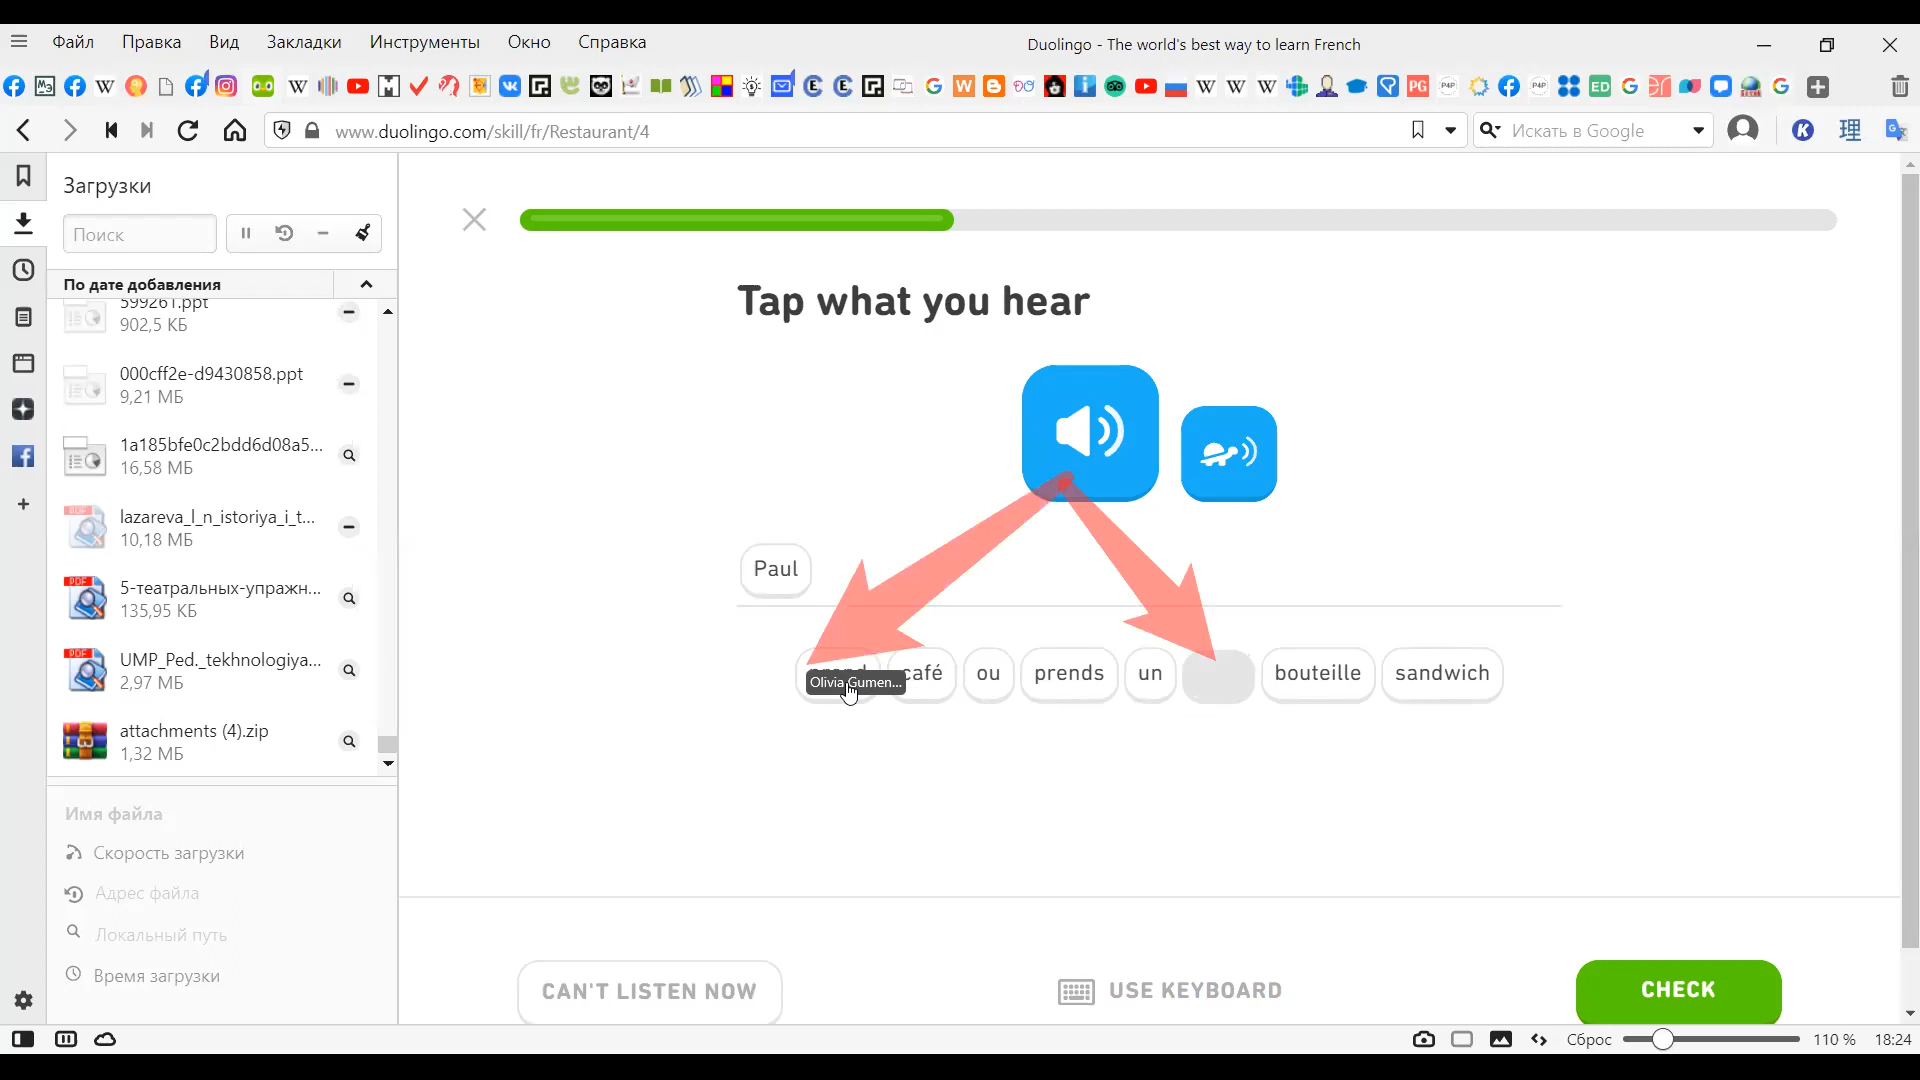 Файл Правка Вид Закладки Инструменты Окно Справка
Duolingo - The world's best way to learn French
www.duolingo.com/skill/fr/Restaurant/4
Искать в Google
Загрузки
Поиск
По дате добавления
599261.ppt
902,5 КБ
000cff2e-d9430858.ppt
9,21 МБ
1a185bfe0c2bdd6d08a5...
16,58 МБ
lazareva_l_n_istoriya_i_t...
10,18 МБ
5-театральных-упражн...
135,95 КБ
UMP_Ped._tekhnologiya...
2,97 МБ
attachments (4).zip
1,32 МБ
Имя файла
Скорость загрузки
Адрес файла
Локальный путь
Время загрузки
Tap what you hear
Paul
prend café ou prends un bouteille sandwich
Olivia Gumen...
CAN'T LISTEN NOW
USE KEYBOARD
CHECK
Сброс 110 % 18:24